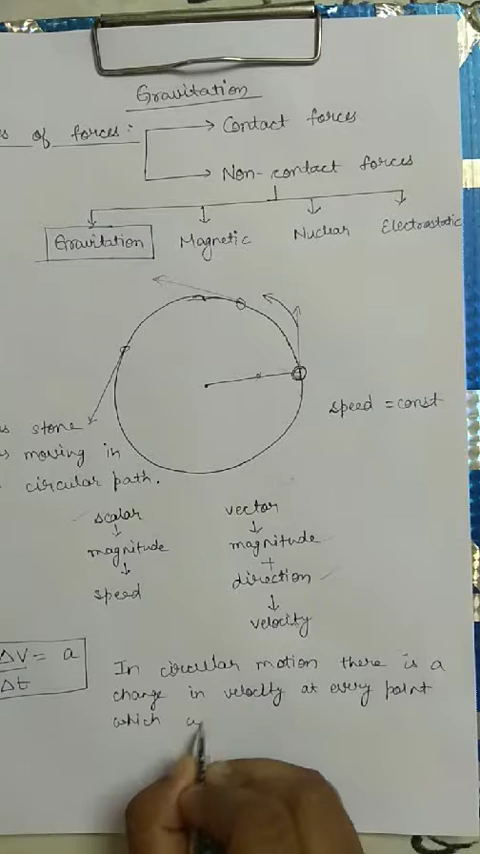 Gravitation
of forces: Contact forces
Non-contact forces
Gravitation Magnetic Nuclear Electrostatic
speed = const
stone
moving in
circular path.
scalar vector
magnitude magnitude
+
speed direction
velocity
ΔV = a
Δt
In circular motion there is a
change in velocity at every point
which